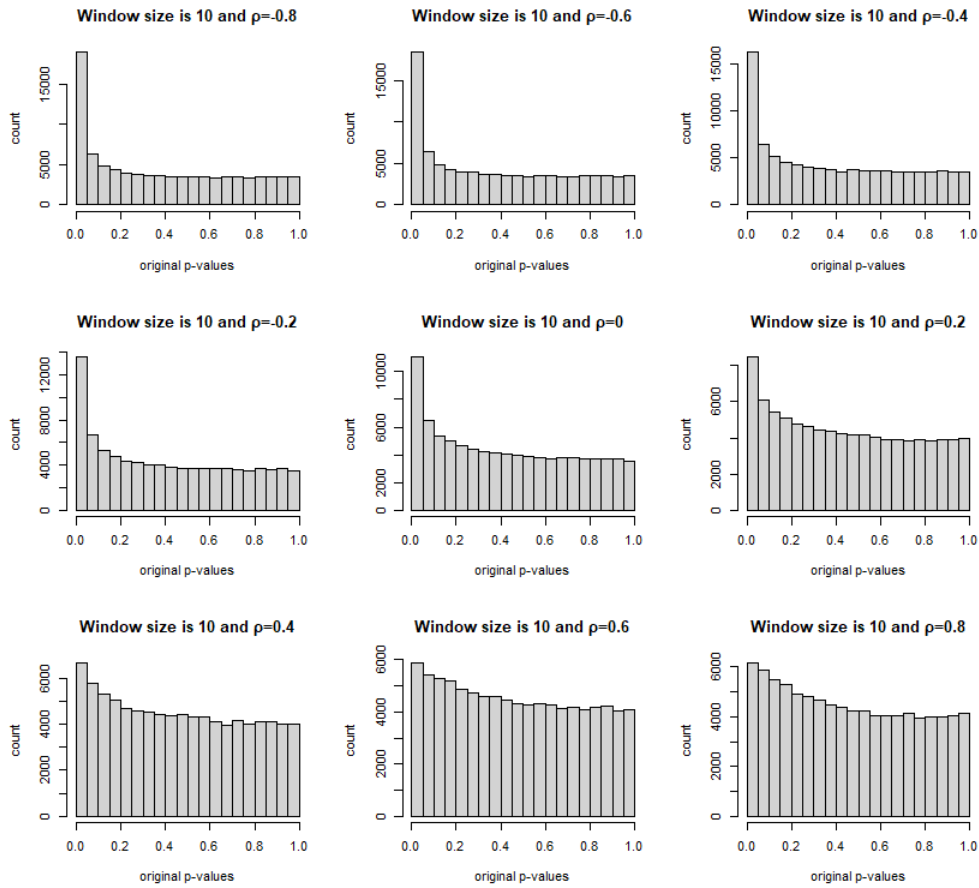 Window size is 10 and ρ=-0.8
count
0
5000
15000
0.0 0.2 0.4 0.6 0.8 1.0
original p-values
Window size is 10 and ρ=-0.6
count
0
5000
15000
0.0 0.2 0.4 0.6 0.8 1.0
original p-values
Window size is 10 and ρ=-0.4
count
0
5000
10000
15000
0.0 0.2 0.4 0.6 0.8 1.0
original p-values
Window size is 10 and ρ=-0.2
count
0
4000
8000
12000
0.0 0.2 0.4 0.6 0.8 1.0
original p-values
Window size is 10 and ρ=0
count
0
2000
6000
10000
0.0 0.2 0.4 0.6 0.8 1.0
original p-values
Window size is 10 and ρ=0.2
count
0
2000
6000
0.0 0.2 0.4 0.6 0.8 1.0
original p-values
Window size is 10 and ρ=0.4
count
0
2000
4000
6000
0.0 0.2 0.4 0.6 0.8 1.0
original p-values
Window size is 10 and ρ=0.6
count
0
2000
4000
6000
0.0 0.2 0.4 0.6 0.8 1.0
original p-values
Window size is 10 and ρ=0.8
count
0
2000
4000
6000
0.0 0.2 0.4 0.6 0.8 1.0
original p-values